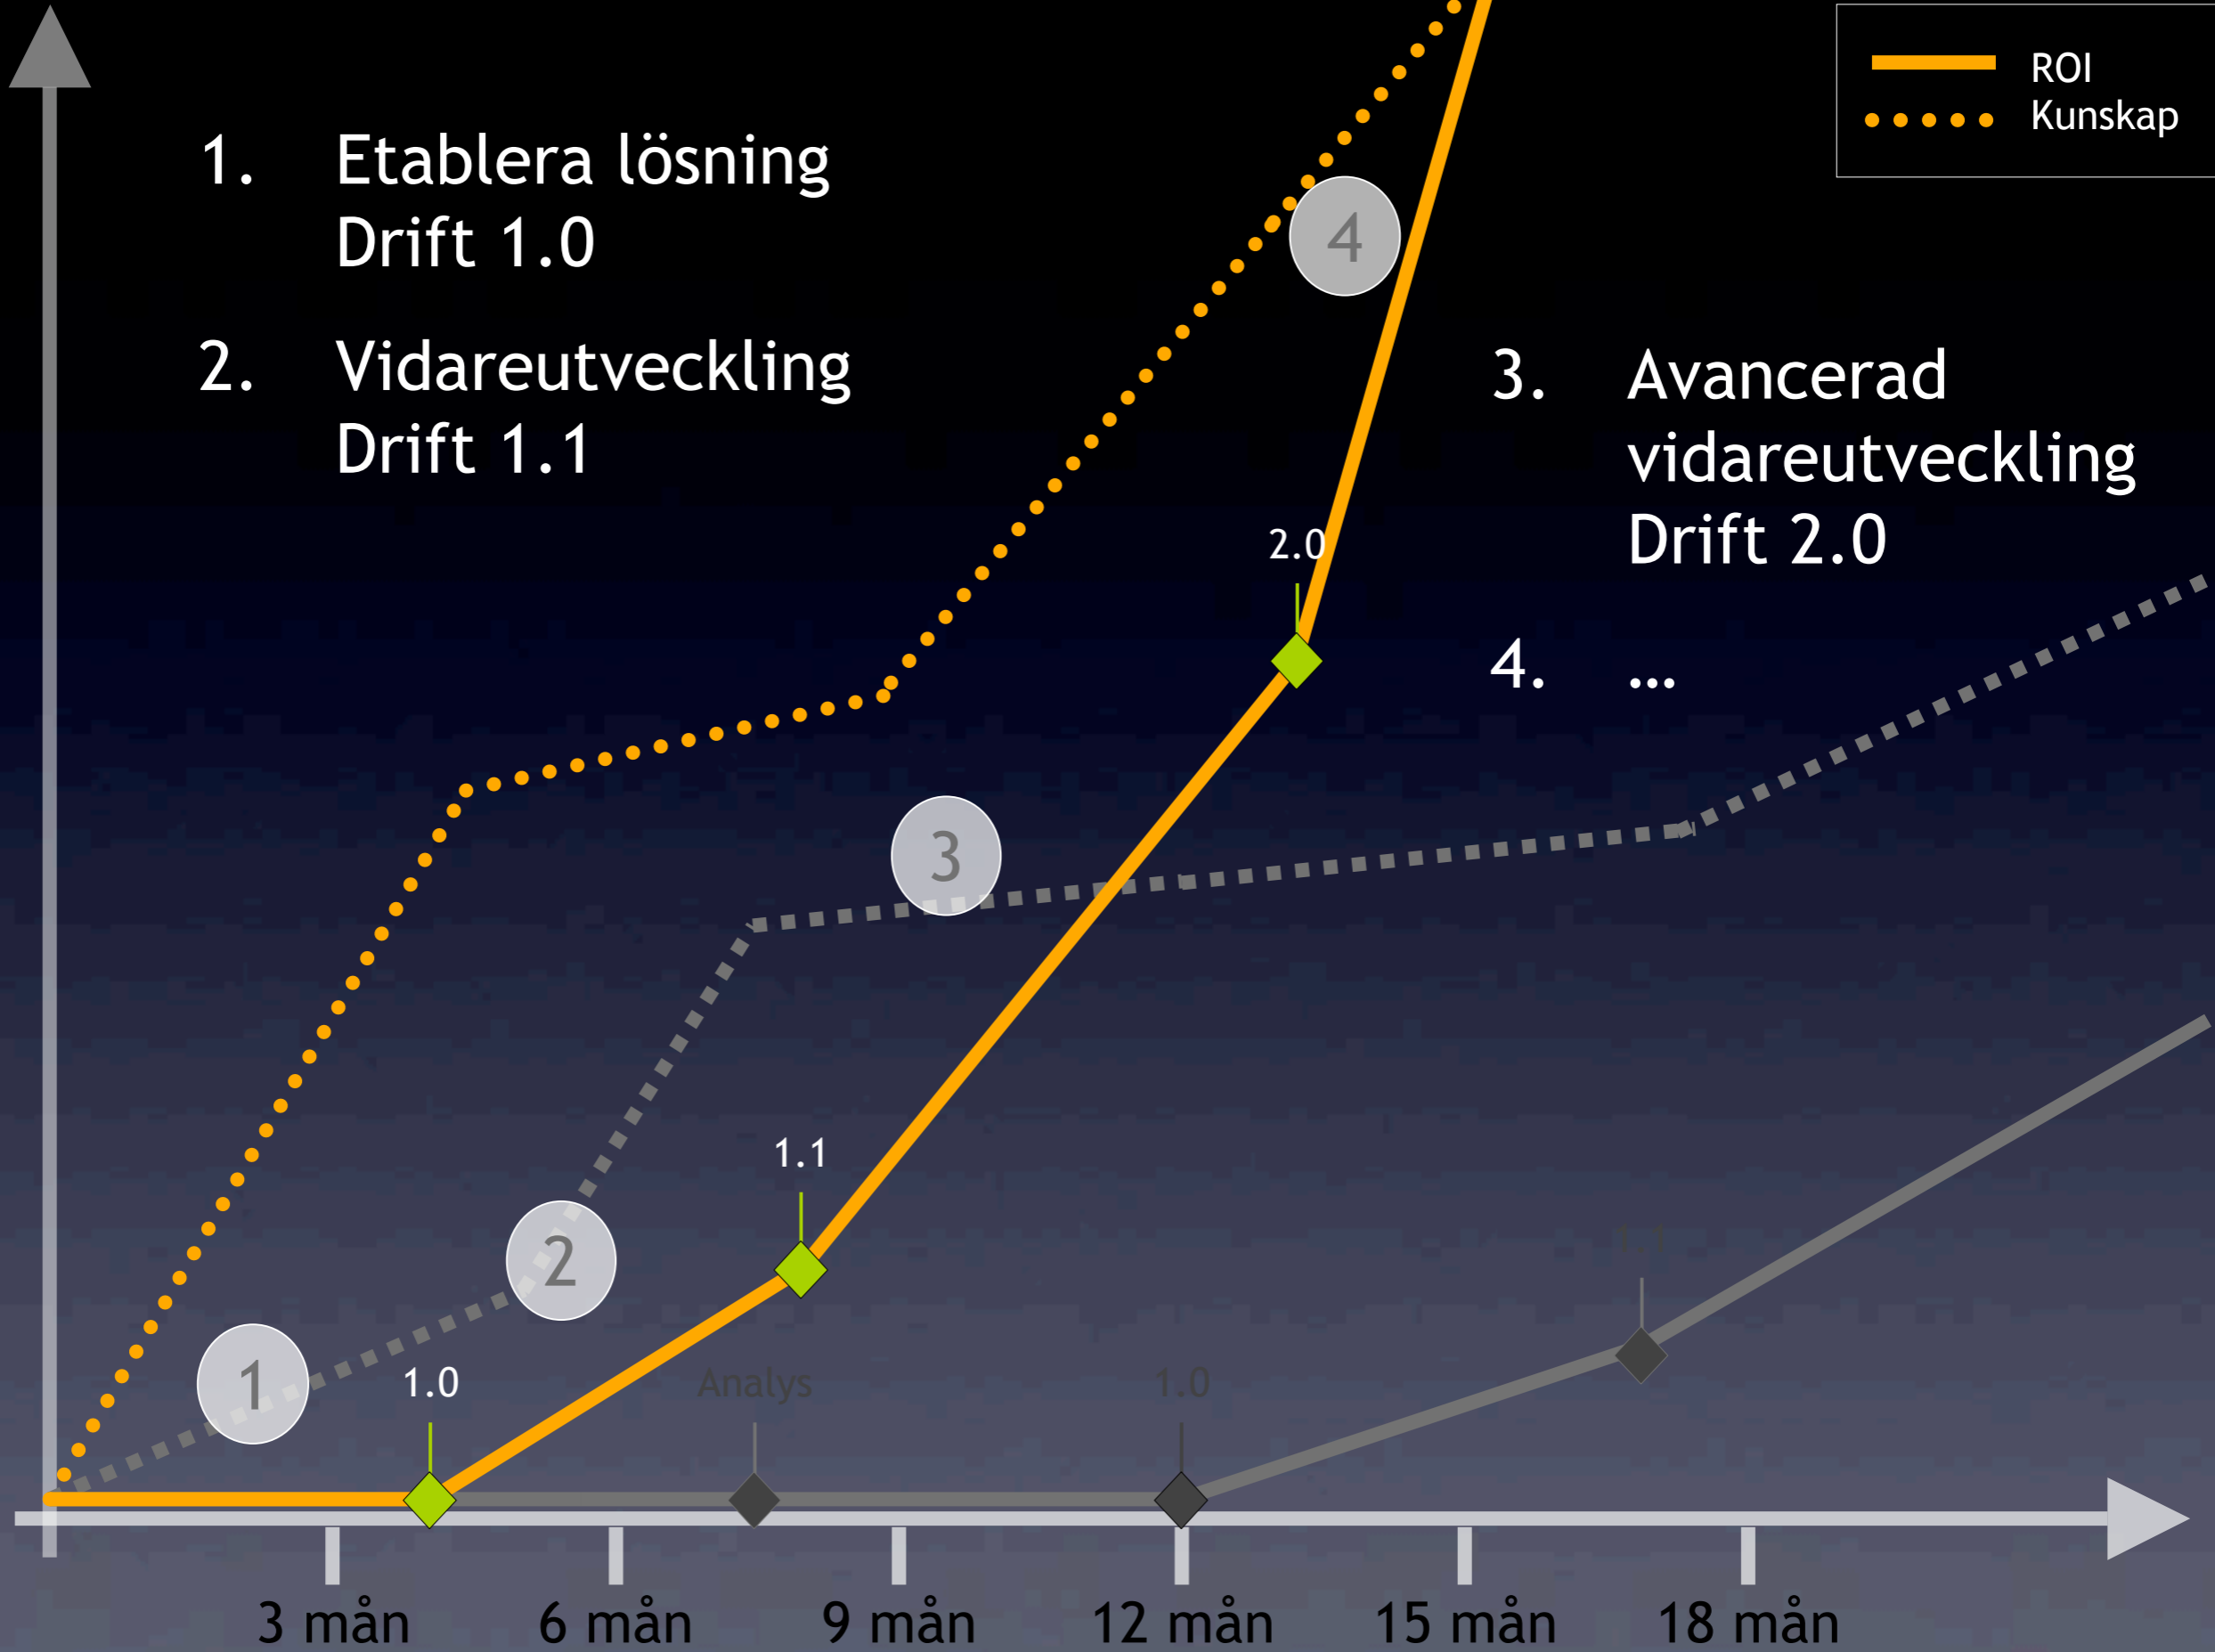 ROI
Kunskap
1. Etablera lösning
Drift 1.0
2. Vidareutveckling
Drift 1.1
3. Avancerad
vidareutveckling
Drift 2.0
4. ...
4
2.0
3
1.1
2
1.1
1
1.0
Analys
1.0
3 mån
6 mån
9 mån
12 mån
15 mån
18 mån